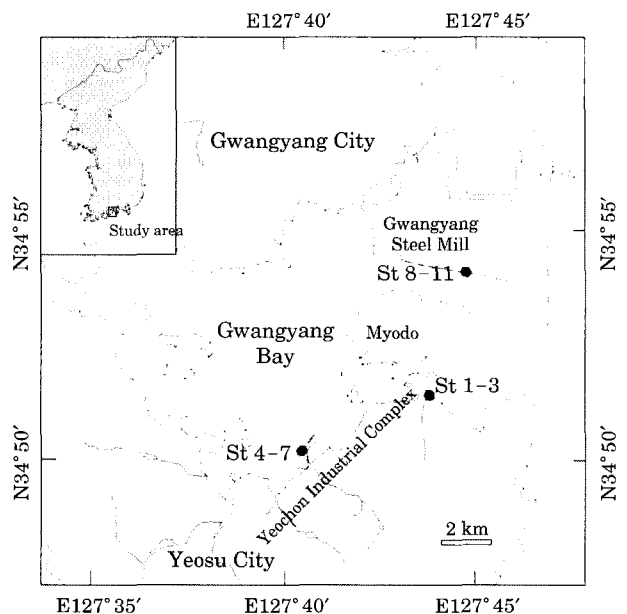 E127°40′
E127°45′
Study area
Gwangyang City
N34°55′
N34°55′
Gwangyang
Steel Mill
St 8-11
Gwangyang
Bay
Myodo
St 1-3
St 4-7
Yeochon Industrial Complex
N34°50′
N34°50′
2 km
Yeosu City
E127°35′
E127°40′
E127°45′